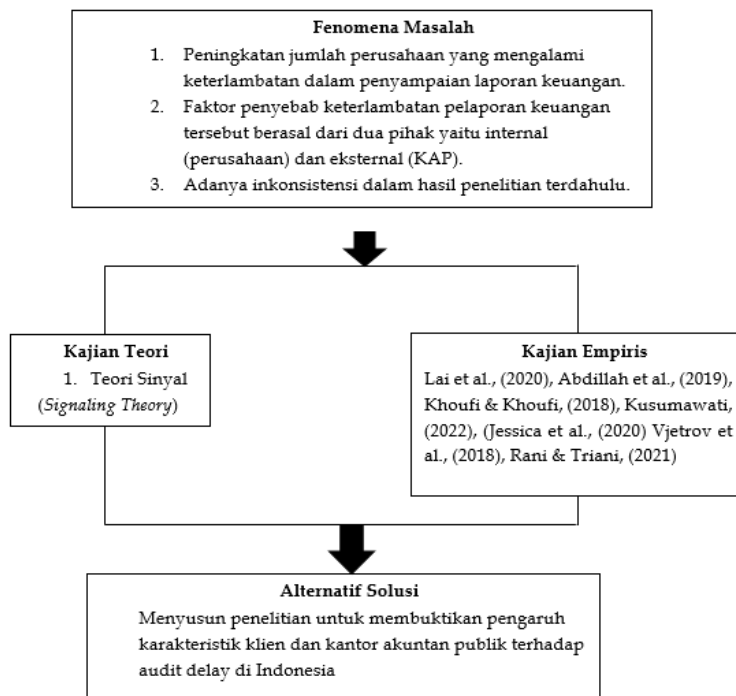 Fenomena Masalah
1. Peningkatan jumlah perusahaan yang mengalami
keterlambatan dalam penyampaian laporan keuangan.
2. Faktor penyebab keterlambatan pelaporan keuangan
tersebut berasal dari dua pihak yaitu internal
(perusahaan) dan eksternal (KAP).
3. Adanya inkonsistensi dalam hasil penelitian terdahulu.
Kajian Teori
1. Teori Sinyal
(Signaling Theory)
Kajian Empiris
Lai et al., (2020), Abdillah et al., (2019),
Khoufi & Khoufi, (2018), Kusumawati,
(2022), (Jessica et al., (2020) Vjetrov et
al., (2018), Rani & Triani, (2021)
Alternatif Solusi
Menyusun penelitian untuk membuktikan pengaruh
karakteristik klien dan kantor akuntan publik terhadap
audit delay di Indonesia